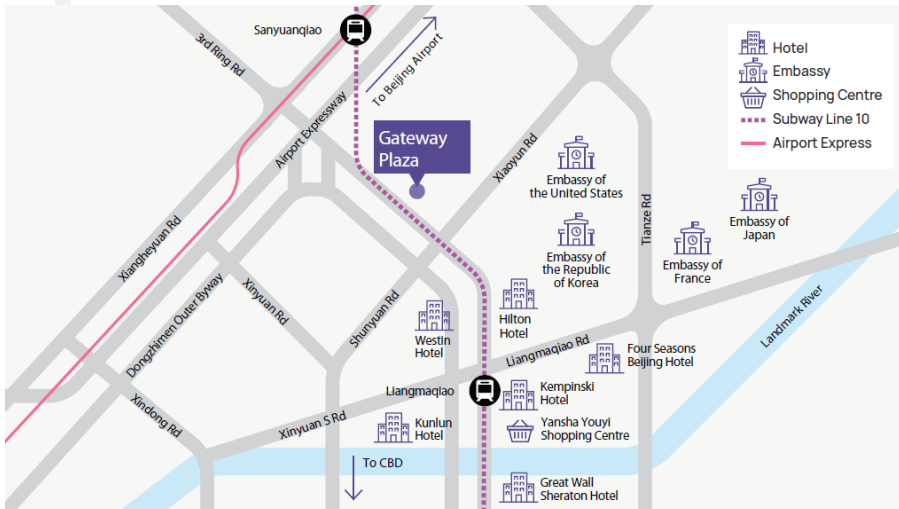 Sanyuanqiao
3rd Ring Rd
To Beijing Airport
Airport Expressway
Gateway
Plaza
Xiaoyun Rd
Hotel
Embassy
Shopping Centre
Subway Line 10
Airport Express
Embassy of
the United States
Embassy of
Japan
Tianze Rd
Xiangheyuan Rd
Embassy of
the Republic
of Korea
Embassy of
France
Dongzhimen Outer Byway
Xinyuan Rd
Shunyuan Rd
Westin
Hotel
Hilton
Hotel
Landmark River
Liangmaqiao Rd
Four Seasons
Beijing Hotel
Liangmaqiao
Kempinski
Hotel
Xindong Rd
Xinyuan S Rd
Kunlun
Hotel
Yansha Youyi
Shopping Centre
To CBD
Great Wall
Sheraton Hotel